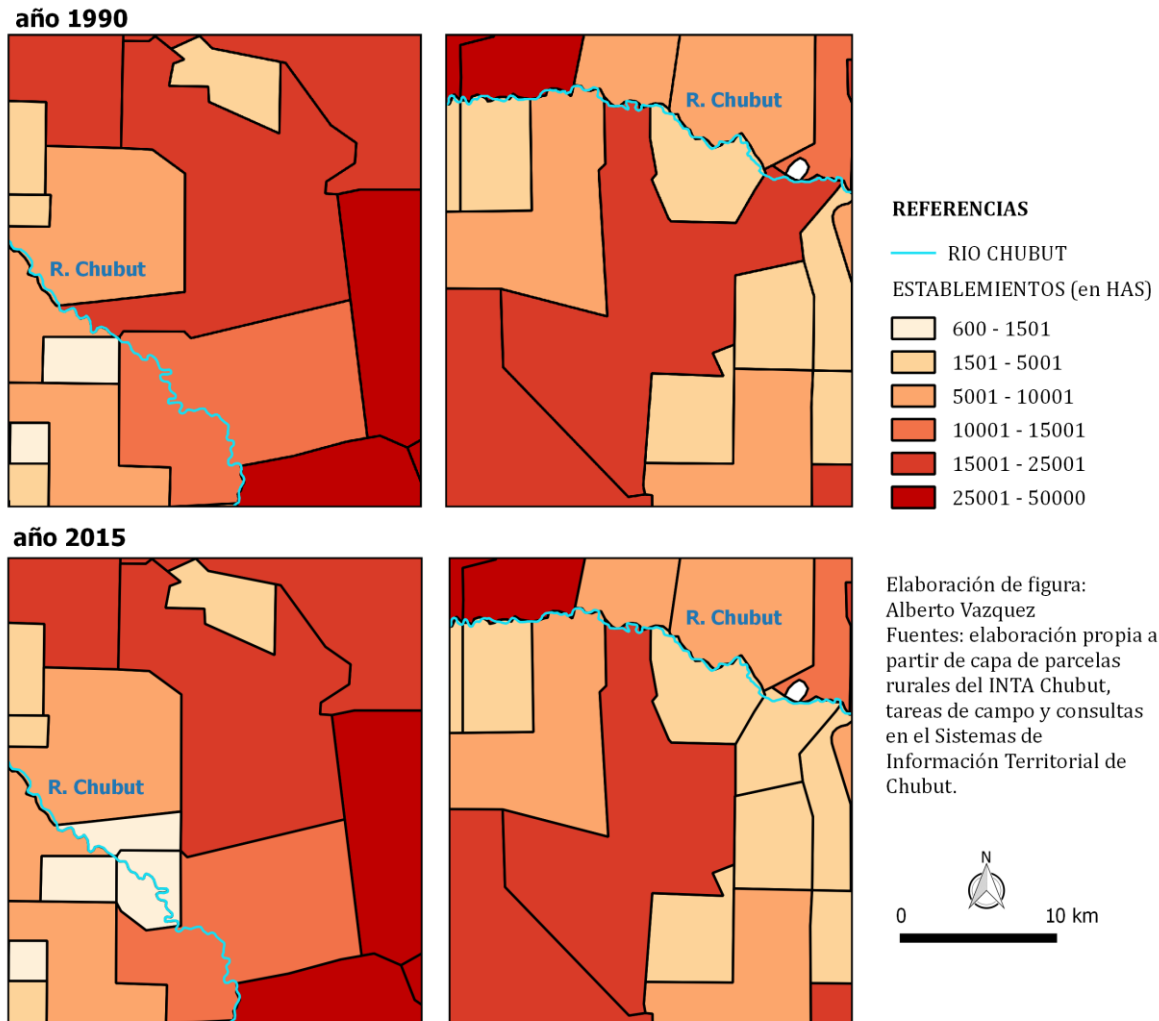 año 1990
R. Chubut
R. Chubut
REFERENCIAS
RIO CHUBUT
ESTABLEMIENTOS (en HAS)
600 - 1501
1501 - 5001
5001 - 10001
10001 - 15001
15001 - 25001
25001 - 50000
año 2015
R. Chubut
R. Chubut
Elaboración de figura:
Alberto Vazquez
Fuentes: elaboración propia a
partir de capa de parcelas
rurales del INTA Chubut,
tareas de campo y consultas
en el Sistemas de
Información Territorial de
Chubut.
N
0 10 km